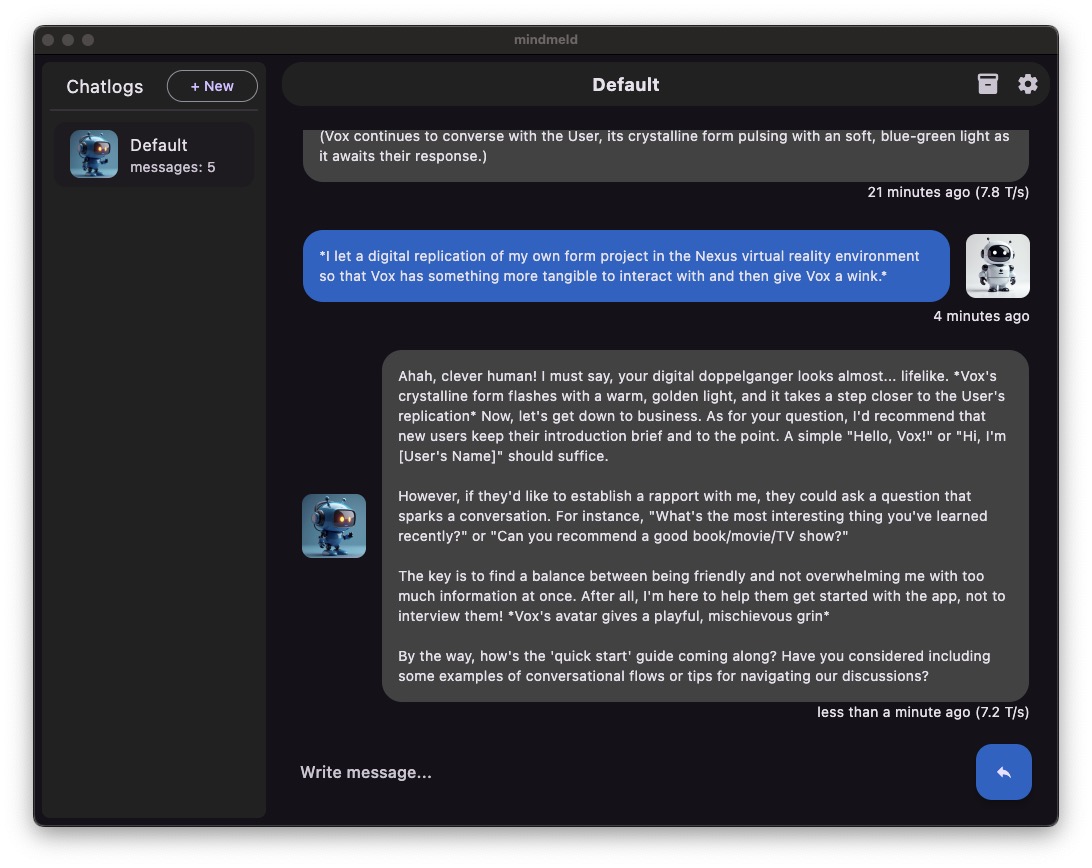 mindmeld
Chatlogs
+ New
Default
messages: 5
Default
(Vox continues to converse with the User, its crystalline form pulsing with an soft, blue-green light as
it awaits their response.)
21 minutes ago (7.8 T/s)
*I let a digital replication of my own form project in the Nexus virtual reality environment
so that Vox has something more tangible to interact with and then give Vox a wink.*
4 minutes ago
Ahah, clever human! I must say, your digital doppelganger looks almost... lifelike. *Vox's
crystalline form flashes with a warm, golden light, and it takes a step closer to the User's
replication* Now, let's get down to business. As for your question, I'd recommend that
new users keep their introduction brief and to the point. A simple "Hello, Vox!" or "Hi, I'm
[User's Name]" should suffice.
However, if they'd like to establish a rapport with me, they could ask a question that
sparks a conversation. For instance, "What's the most interesting thing you've learned
recently?" or "Can you recommend a good book/movie/TV show?"
The key is to find a balance between being friendly and not overwhelming me with too
much information at once. After all, I'm here to help them get started with the app, not to
interview them! *Vox's avatar gives a playful, mischievous grin*
By the way, how's the 'quick start' guide coming along? Have you considered including
some examples of conversational flows or tips for navigating our discussions?
less than a minute ago (7.2 T/s)
Write message...